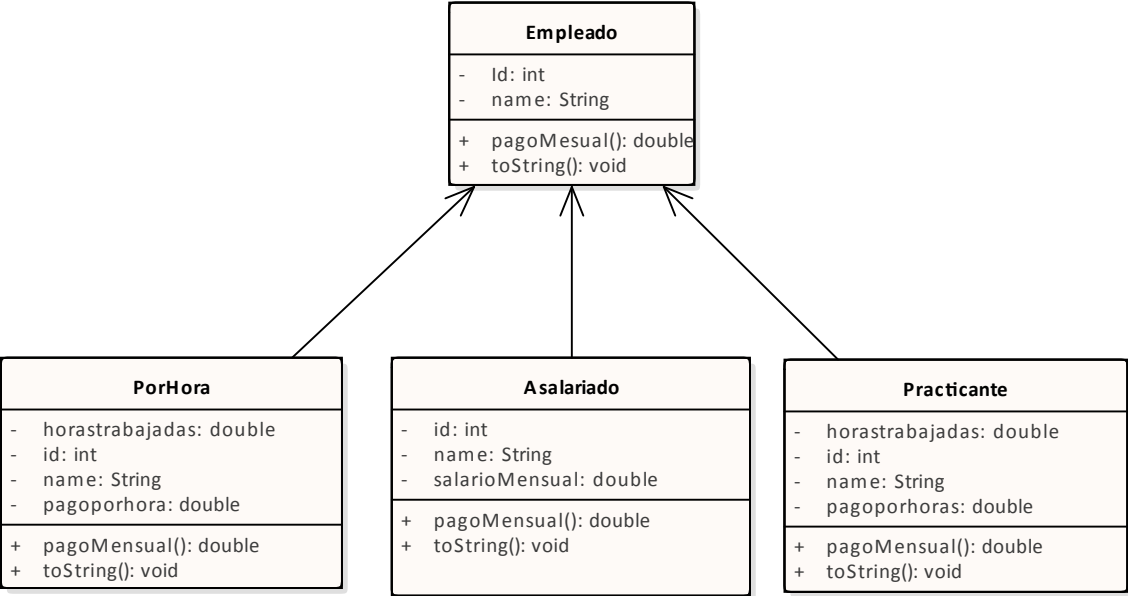 Empleado
- Id: int
- name: String
+ pagoMesual(): double
+ toString(): void
PorHora
- horastrabajadas: double
- id: int
- name: String
- pagoporhora: double
+ pagoMensual(): double
+ toString(): void
Asalariado
- id: int
- name: String
- salarioMensual: double
+ pagoMensual(): double
+ toString(): void
Practicante
- horastrabajadas: double
- id: int
- name: String
- pagoporhoras: double
+ pagoMensual(): double
+ toString(): void